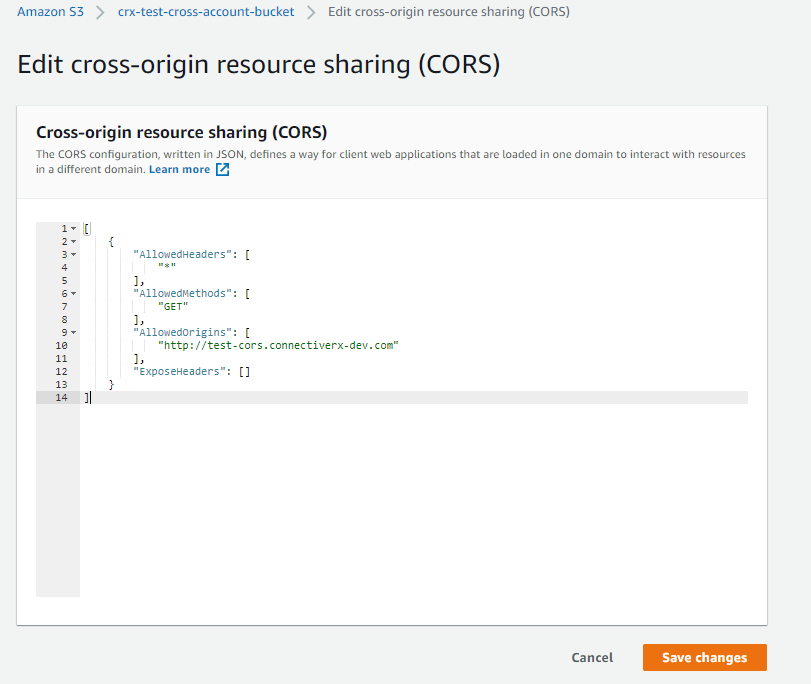 Amazon S3 > crx-test-cross-account-bucket > Edit cross-origin resource sharing (CORS)
Edit cross-origin resource sharing (CORS)
Cross-origin resource sharing (CORS)
The CORS configuration, written in JSON, defines a way for client web applications that are loaded in one domain to interact with resources
in a different domain. Learn more
1 [
2 {
3 "AllowedHeaders": [
4 "*"
5 ],
6 "AllowedMethods": [
7 "GET"
8 ],
9 "AllowedOrigins": [
10 "http://test-cors.connectiverx-dev.com"
11 ],
12 "ExposeHeaders": []
13 }
14 ]
Cancel Save changes